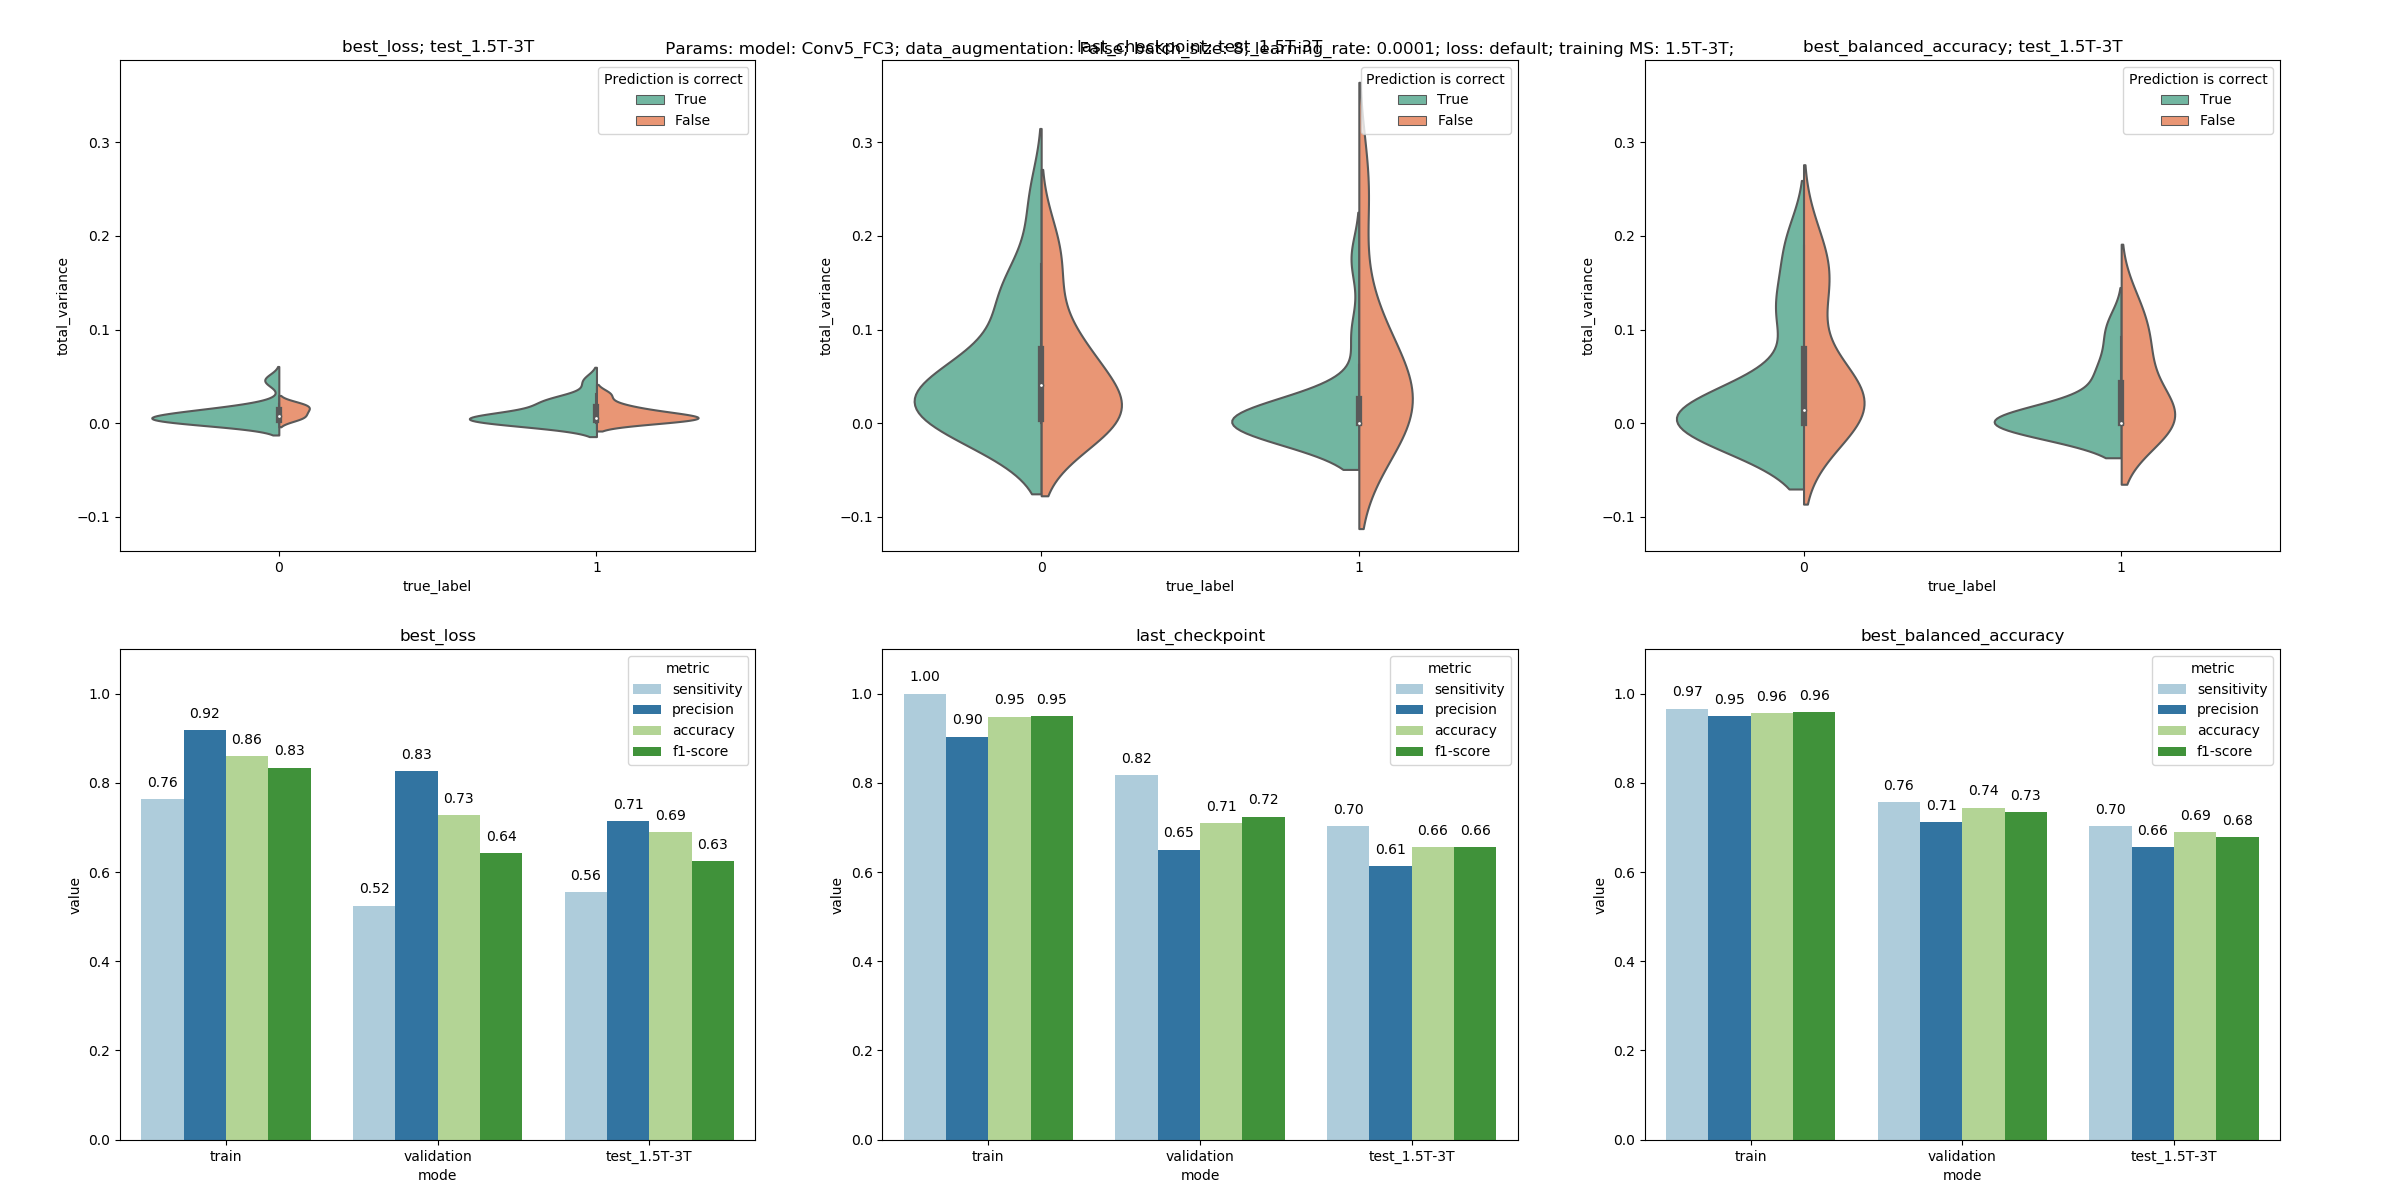 best_loss; test_1.5T-3T
Params: model: Conv5_FC3; data_augmentation: False; batch_size: 8; learning_rate: 0.0001; loss: default; training MS: 1.5T-3T;
last_checkpoint; test_1.5T-3T
best_balanced_accuracy; test_1.5T-3T
Prediction is correct
True
False
0.3
0.2
0.1
0.0
−0.1
total_variance
0
1
true_label
Prediction is correct
True
False
0.3
0.2
0.1
0.0
−0.1
total_variance
0
1
true_label
Prediction is correct
True
False
0.3
0.2
0.1
0.0
−0.1
total_variance
0
1
true_label
best_loss
metric
sensitivity
precision
accuracy
f1-score
1.0
0.8
0.6
0.4
0.2
0.0
value
0.76
0.92
0.86
0.83
0.52
0.83
0.73
0.64
0.56
0.71
0.69
0.63
train
validation
test_1.5T-3T
mode
last_checkpoint
metric
sensitivity
precision
accuracy
f1-score
1.0
0.8
0.6
0.4
0.2
0.0
value
1.00
0.90
0.95
0.95
0.82
0.65
0.71
0.72
0.70
0.61
0.66
0.66
train
validation
test_1.5T-3T
mode
best_balanced_accuracy
metric
sensitivity
precision
accuracy
f1-score
1.0
0.8
0.6
0.4
0.2
0.0
value
0.97
0.95
0.96
0.96
0.76
0.71
0.74
0.73
0.70
0.66
0.69
0.68
train
validation
test_1.5T-3T
mode